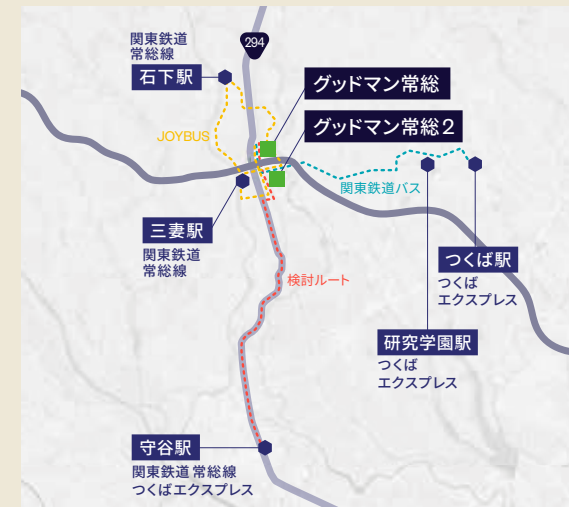 関東鉄道
常総線
石下駅
294
グッドマン常総
グッドマン常総2
JOYBUS
関東鉄道バス
三妻駅
関東鉄道
常総線
つくば駅
つくば
エクスプレス
検討ルート
研究学園駅
つくば
エクスプレス
守谷駅
関東鉄道 常総線
つくばエクスプレス